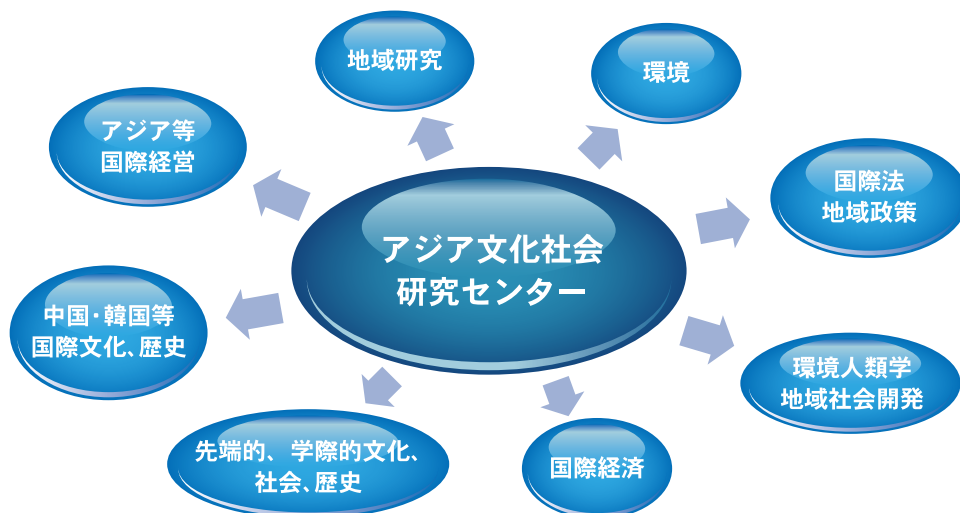 地域研究
環境
アジア等
国際経営
国際法
地域政策
アジア文化社会
研究センター
中国・韓国等
国際文化、歴史
環境人類学
地域社会開発
先端的、学際的文化、
社会、歴史
国際経済